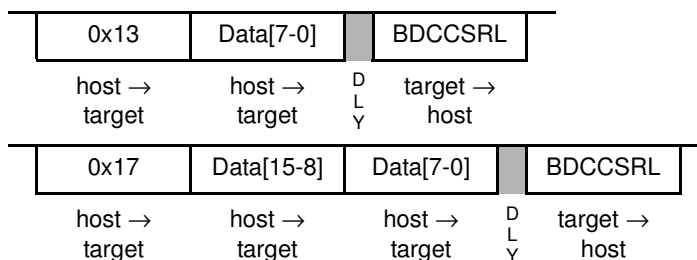 0x13 Data[7-0] BDCCSRL
host → host → D target →
target target L host
Y
0x17 Data[15-8] Data[7-0] BDCCSRL
host → host → host → D target →
target target target L host
Y